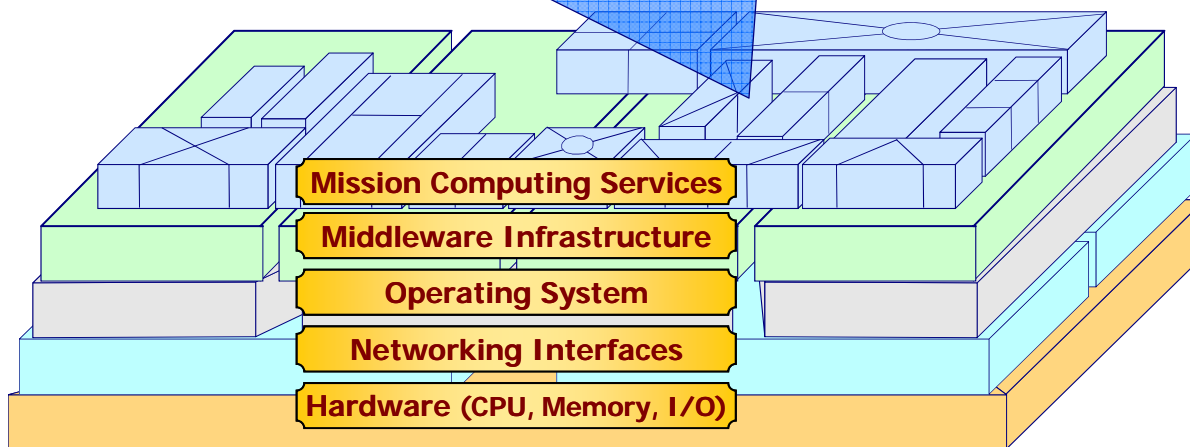 Mission Computing Services
Middleware Infrastructure
Operating System
Networking Interfaces
Hardware (CPU, Memory, I/O)